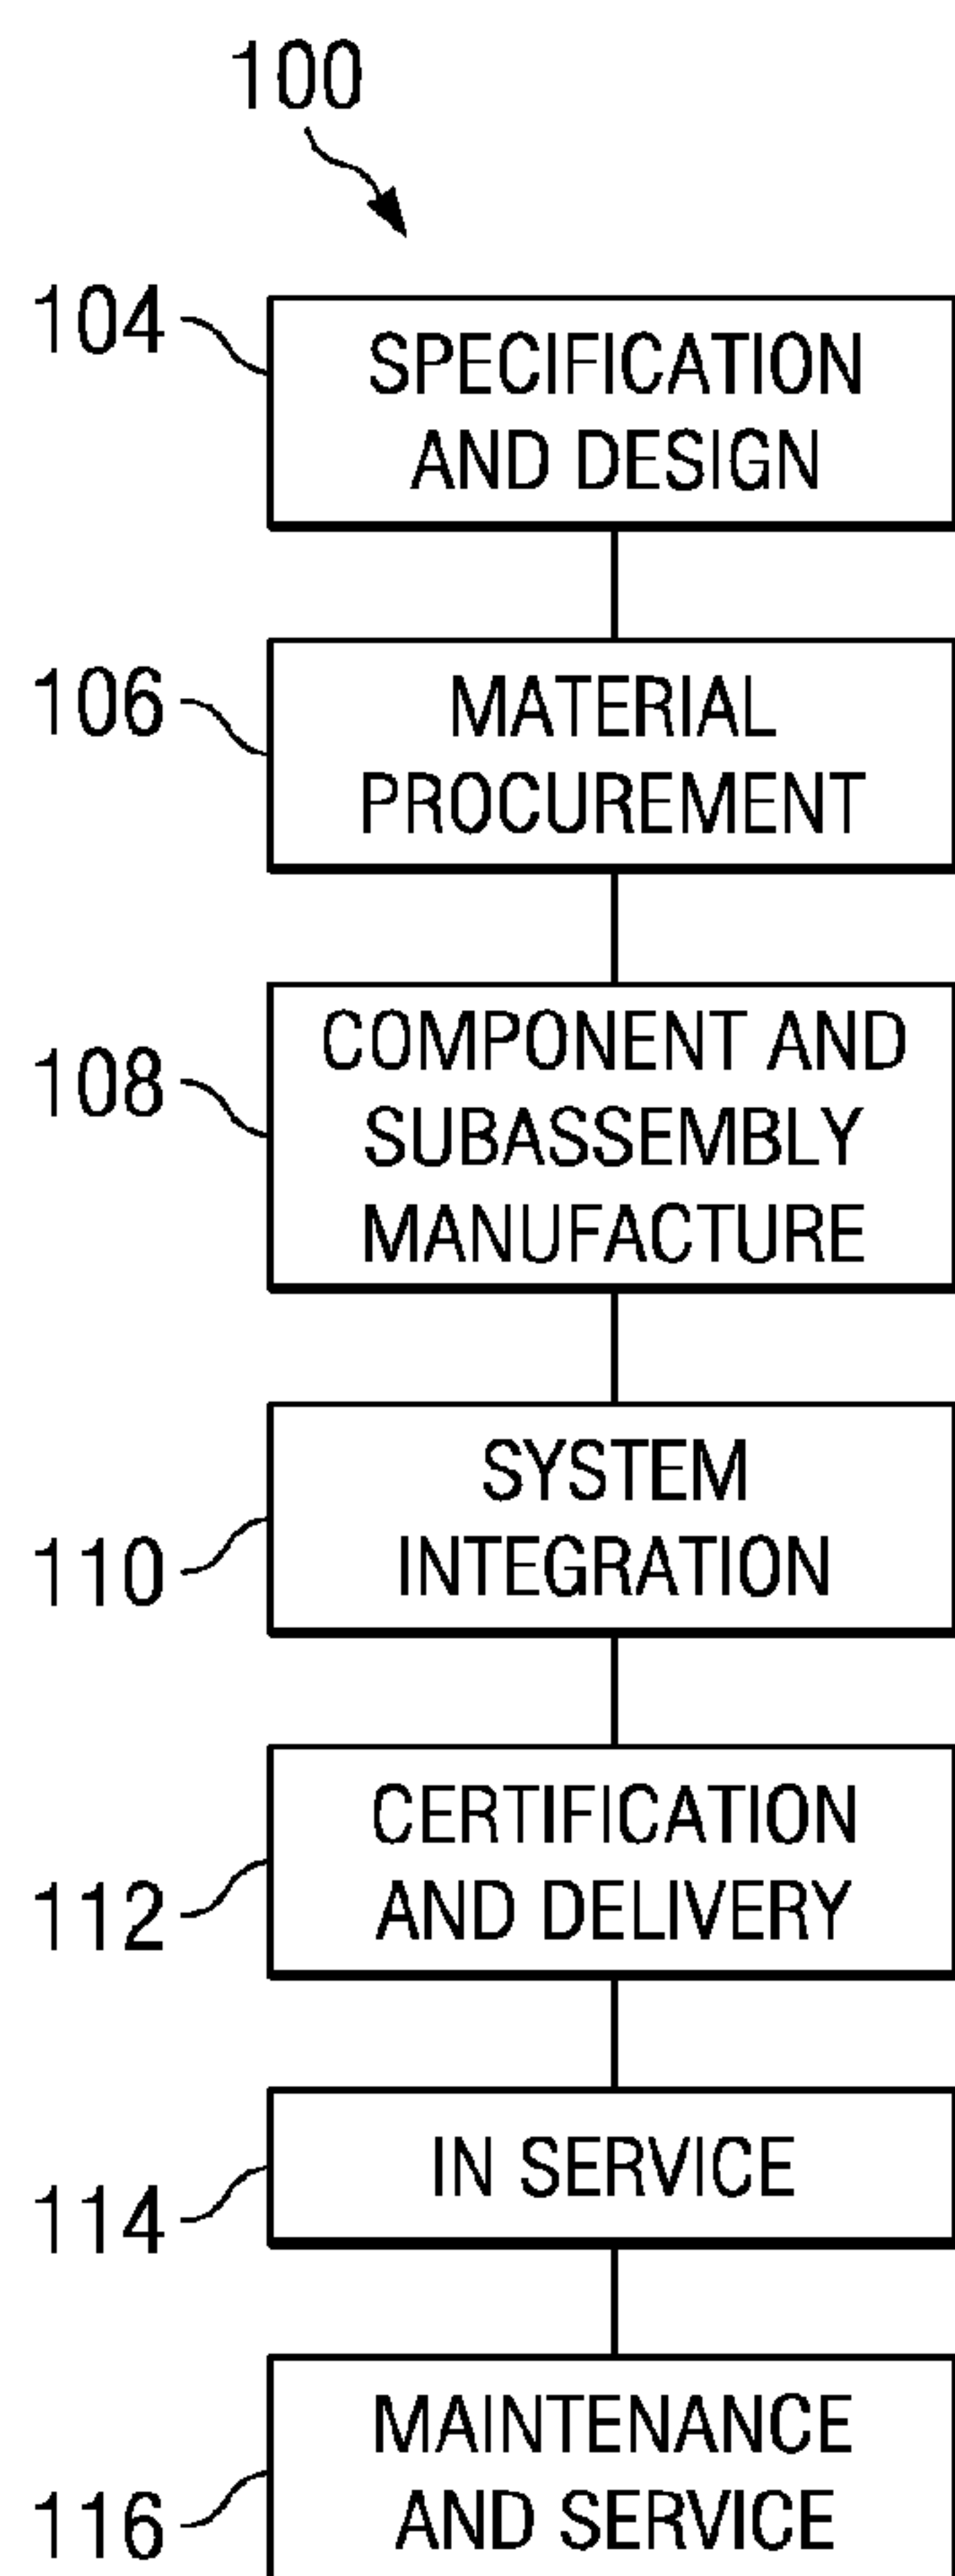 100
104
SPECIFICATION
AND DESIGN
106
MATERIAL
PROCUREMENT
108
COMPONENT AND
SUBASSEMBLY
MANUFACTURE
110
SYSTEM
INTEGRATION
112
CERTIFICATION
AND DELIVERY
114
IN SERVICE
116
MAINTENANCE
AND SERVICE